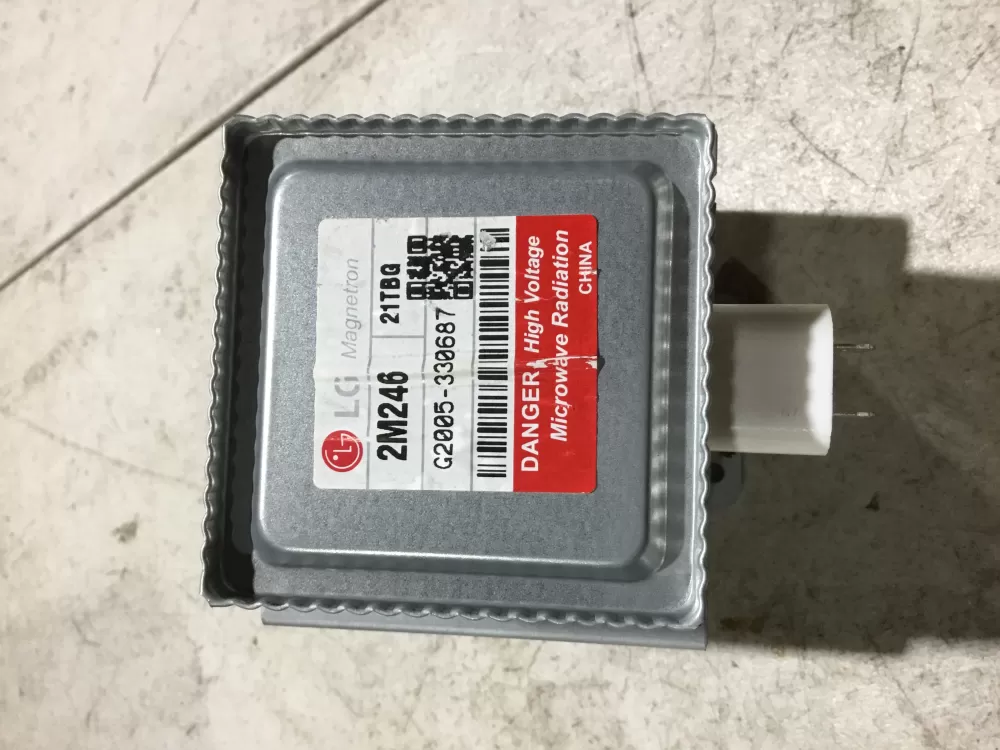 LG Magnetron
2M246 21TBG
G2005-330687
DANGER! High Voltage
Microwave Radiation
CHINA